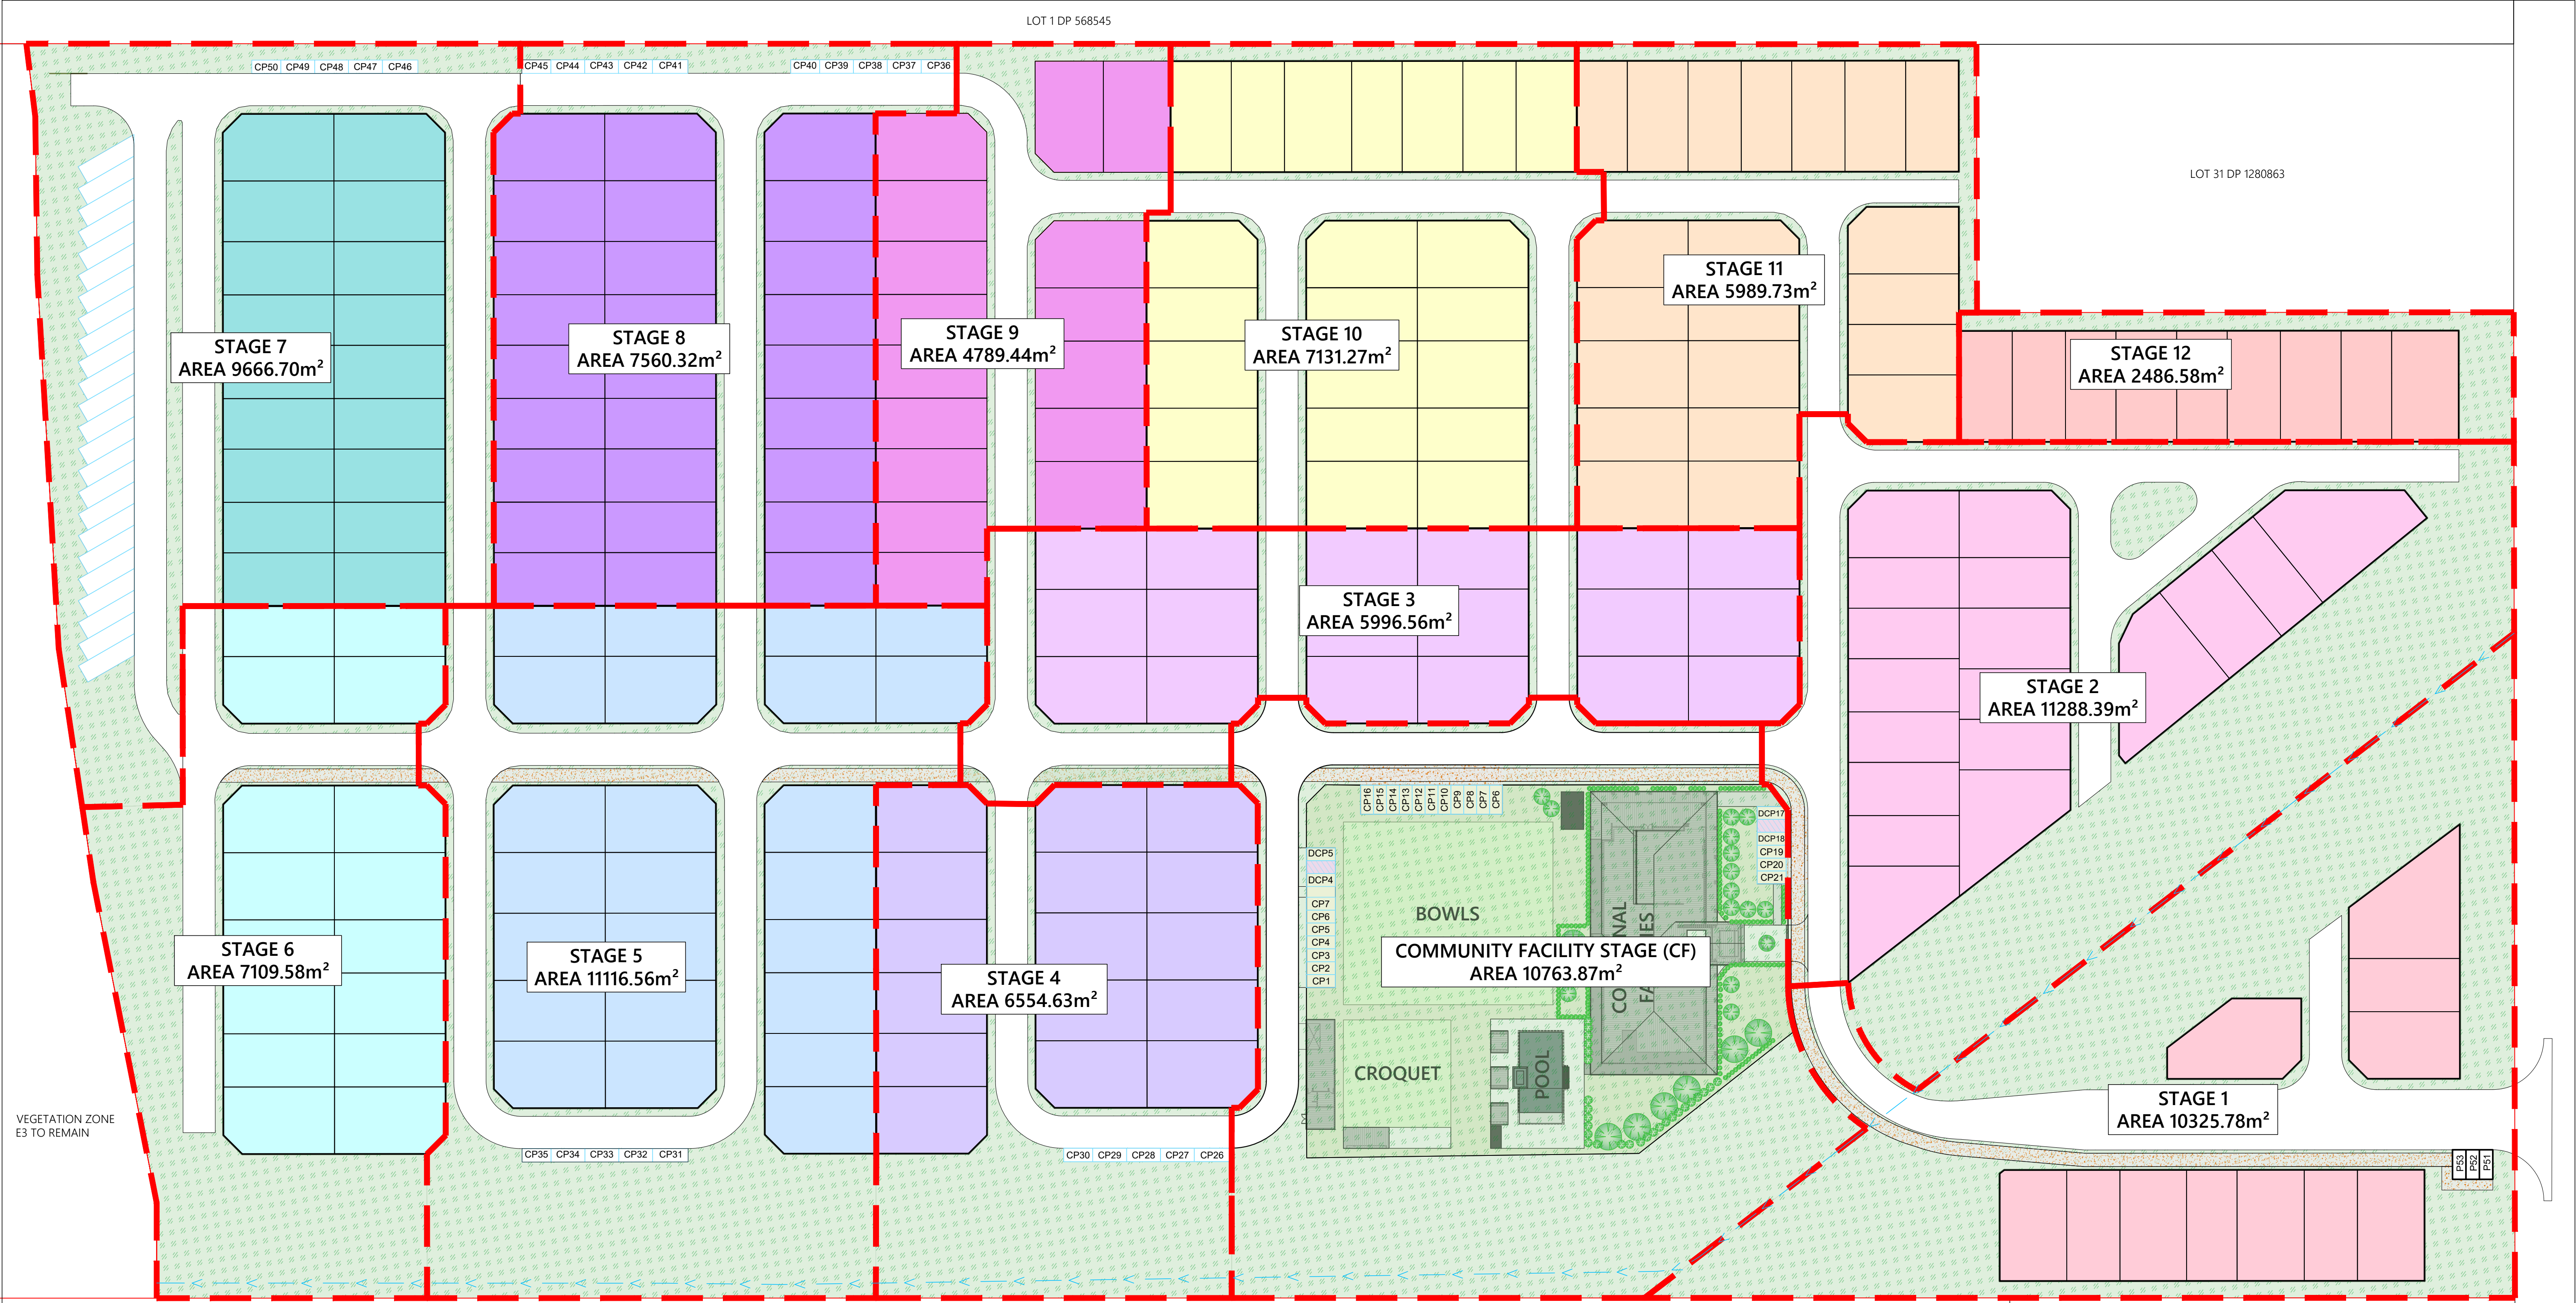 LOT 1 DP 568545
CP50 CP49 CP48 CP47 CP46
CP45 CP44 CP43 CP42 CP41
CP40 CP39 CP38 CP37 CP36
LOT 31 DP 1280863
STAGE 7
AREA 9666.70m²
STAGE 8
AREA 7560.32m²
STAGE 9
AREA 4789.44m²
STAGE 10
AREA 7131.27m²
STAGE 11
AREA 5989.73m²
STAGE 12
AREA 2486.58m²
STAGE 3
AREA 5996.56m²
STAGE 2
AREA 11288.39m²
CP16
CP15
CP14
CP13
CP12
CP11
CP10
CP9
CP8
CP7
CP6
DCP17
DCP18
CP19
CP20
CP21
DCP5
DCP4
CP7
CP6
CP5
CP4
CP3
CP2
CP1
BOWLS
COMMUNITY FACILITY STAGE (CF)
AREA 10763.87m²
STAGE 6
AREA 7109.58m²
STAGE 5
AREA 11116.56m²
STAGE 4
AREA 6554.63m²
CROQUET
POOL
STAGE 1
AREA 10325.78m²
VEGETATION ZONE
E3 TO REMAIN
CP35 CP34 CP33 CP32 CP31
CP30 CP29 CP28 CP27 CP26
P53
P52
P51